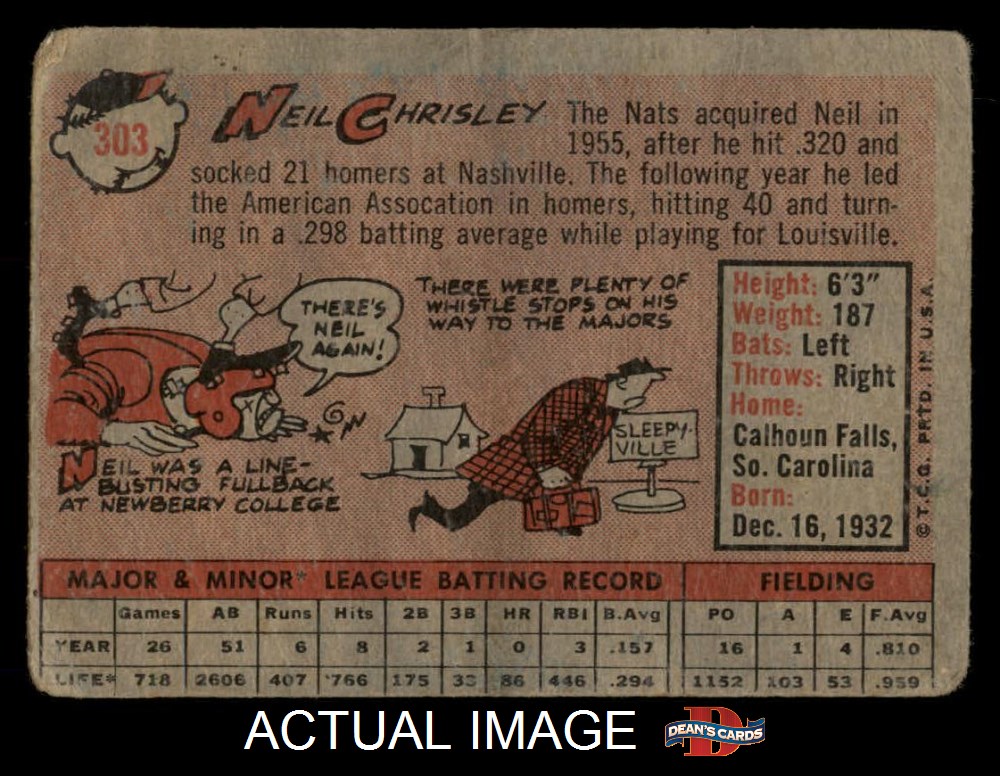 303
NEIL CHRISLEY
The Nats acquired Neil in
1955, after he hit .320 and
socked 21 homers at Nashville. The following year he led
the American Assocation in homers, hitting 40 and turn-
ing in a .298 batting average while playing for Louisville.
THERE'S
NEIL
AGAIN!
NEIL WAS A LINE-
BUSTING FULLBACK
AT NEWBERRY COLLEGE
THERE WERE PLENTY OF
WHISTLE STOPS ON HIS
WAY TO THE MAJORS
SLEEPY-
VILLE
Height: 6'3"
Weight: 187
Bats: Left
Throws: Right
Home:
Calhoun Falls,
So. Carolina
Born:
Dec. 16, 1932
©T.C.G. PRTD. IN U.S.A.
MAJOR & MINOR* LEAGUE BATTING RECORD FIELDING
Games AB Runs Hits 2B 3B HR RBI B.Avg PO A E F.Avg
YEAR 26 51 6 8 2 1 0 3 .157 16 1 4 .810
LIFE* 718 2606 407 766 175 86 446 .294 1152 103 53 .959
ACTUAL IMAGE
DEAN'S CARDS